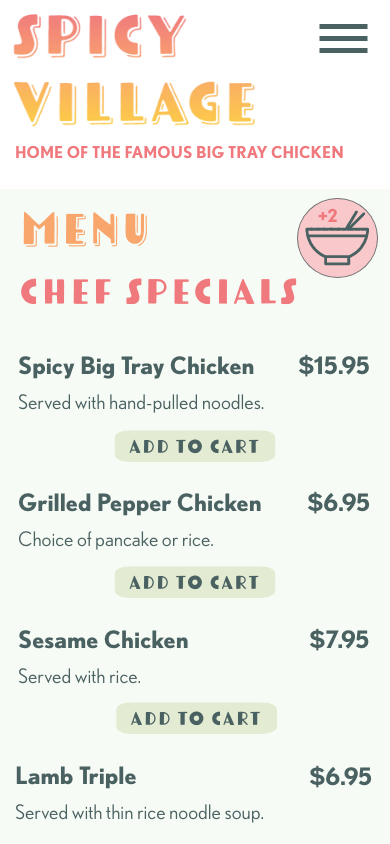 SPICY
VILLAGE
HOME OF THE FAMOUS BIG TRAY CHICKEN
MENU
+2
CHEF SPECIALS
Spicy Big Tray Chicken $15.95
Served with hand-pulled noodles.
ADD TO CART
Grilled Pepper Chicken $6.95
Choice of pancake or rice.
ADD TO CART
Sesame Chicken $7.95
Served with rice.
ADD TO CART
Lamb Triple $6.95
Served with thin rice noodle soup.